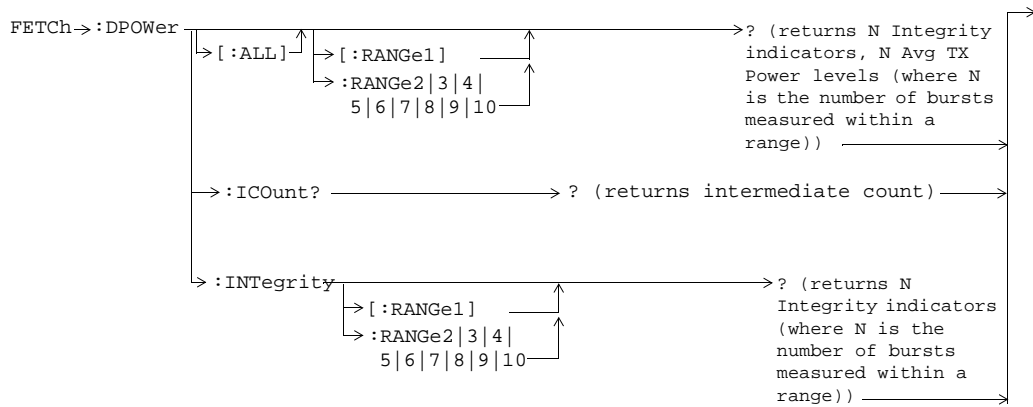 FETCh :DPOWer
[:ALL]
[:RANGe1]
:RANGe2|3|4|
5|6|7|8|9|10
? (returns N Integrity
indicators, N Avg TX
Power levels (where N
is the number of bursts
measured within a
range))
:ICOunt? ? (returns intermediate count)
:INTegrity
[:RANGe1]
:RANGe2|3|4|
5|6|7|8|9|10
? (returns N
Integrity indicators
(where N is the
number of bursts
measured within a
range))